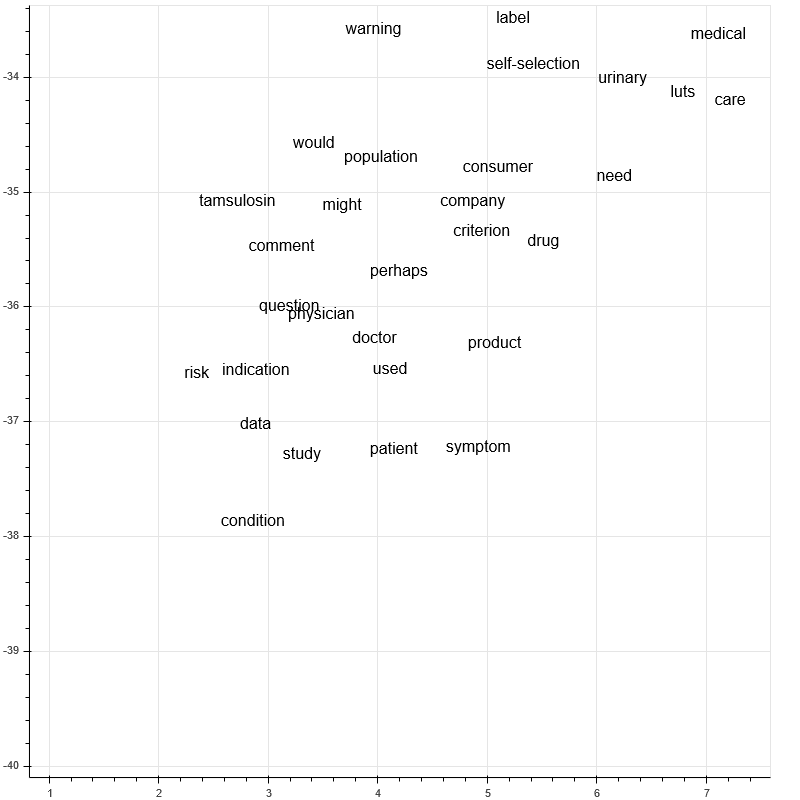 label
warning
medical
self-selection
-34
urinary
luts
care
would
population
consumer
need
-35
tamsulosin
might
company
criterion
drug
comment
perhaps
-36
question
physician
doctor
product
risk
indication
used
-37
data
study
patient
symptom
condition
-38
-39
-40
1 2 3 4 5 6 7